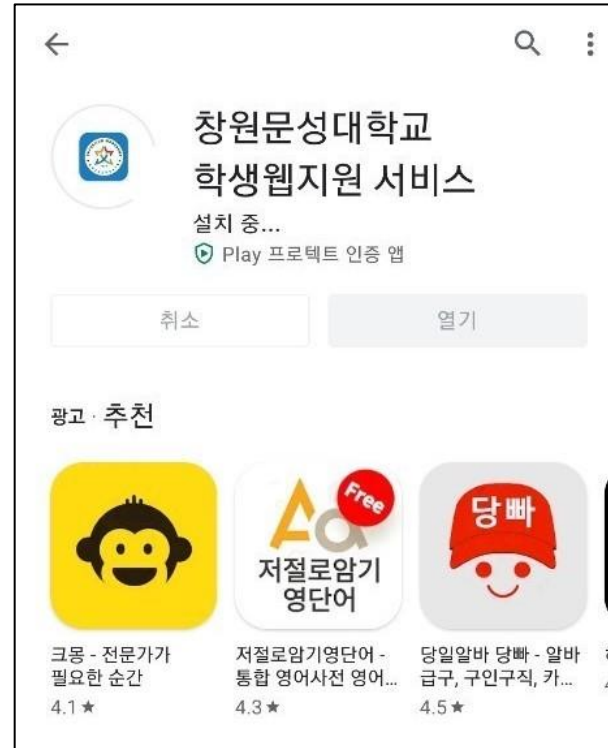 창원문성대학교
학생웹지원 서비스
설치 중...
Play 프로텍트 인증 앱
취소
열기
광고 · 추천
Free
저절로암기
영단어
당빠
크몽 - 전문가가
필요한 순간
4.1 ★
저절로암기영단어 -
통합 영어사전 영어...
4.3 ★
당일알바 당빠 - 알바
급구, 구인구직, 카...
4.5 ★